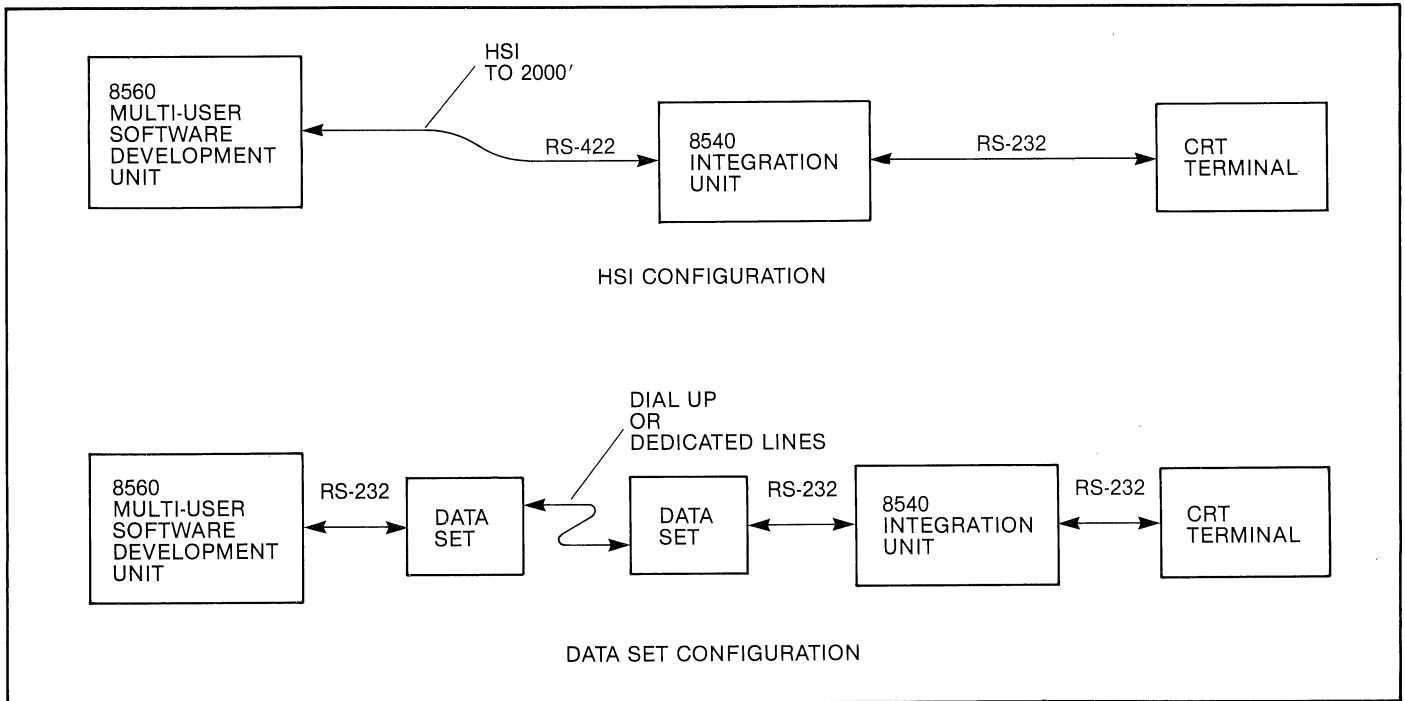 HSI
TO 2000'
8560
MULTI-USER
SOFTWARE
DEVELOPMENT
UNIT
RS-422
8540
INTEGRATION
UNIT
RS-232
CRT
TERMINAL
HSI CONFIGURATION
DIAL UP
OR
DEDICATED LINES
8560
MULTI-USER
SOFTWARE
DEVELOPMENT
UNIT
RS-232
DATA
SET
DATA
SET
RS-232
8540
INTEGRATION
UNIT
RS-232
CRT
TERMINAL
DATA SET CONFIGURATION